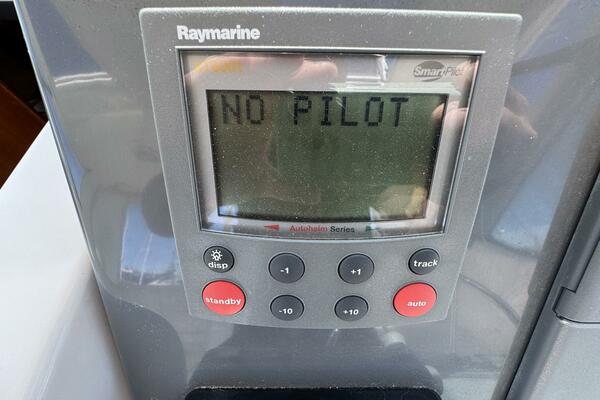 Raymarine
SmartPilot
NO PILOT
Autohelm Series
disp
-1
+1
track
standby
-10
+10
auto